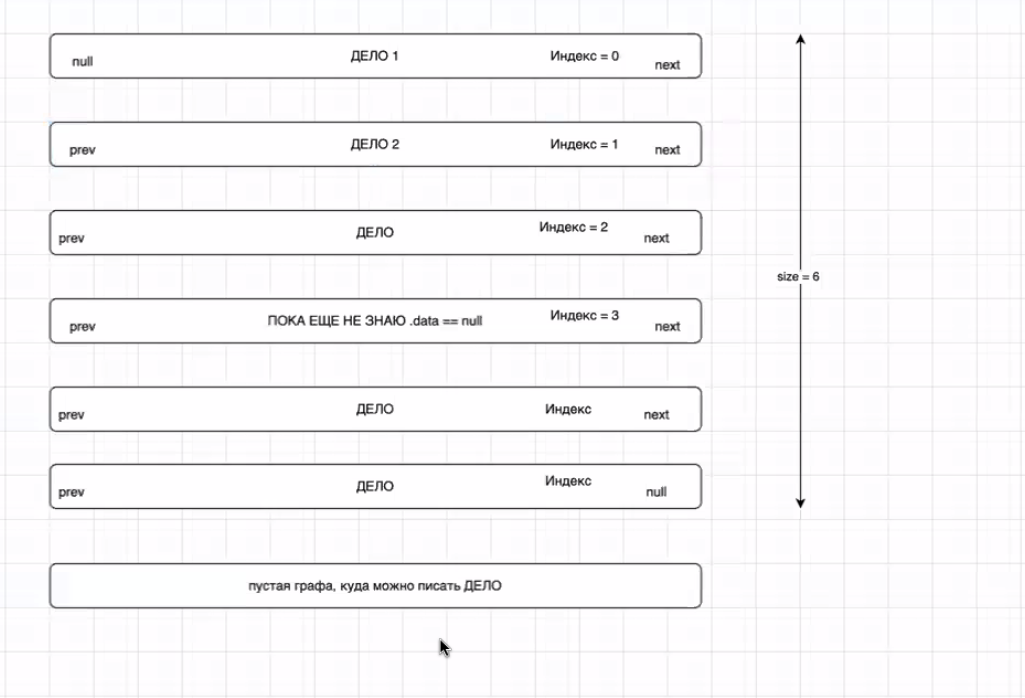 null ДЕЛО 1 Индекс = 0 next
prev ДЕЛО 2 Индекс = 1 next
prev ДЕЛО Индекс = 2 next
size = 6
prev ПОКА ЕЩЕ НЕ ЗНАЮ .data == null Индекс = 3 next
prev ДЕЛО Индекс next
prev ДЕЛО Индекс null
пустая графа, куда можно писать ДЕЛО